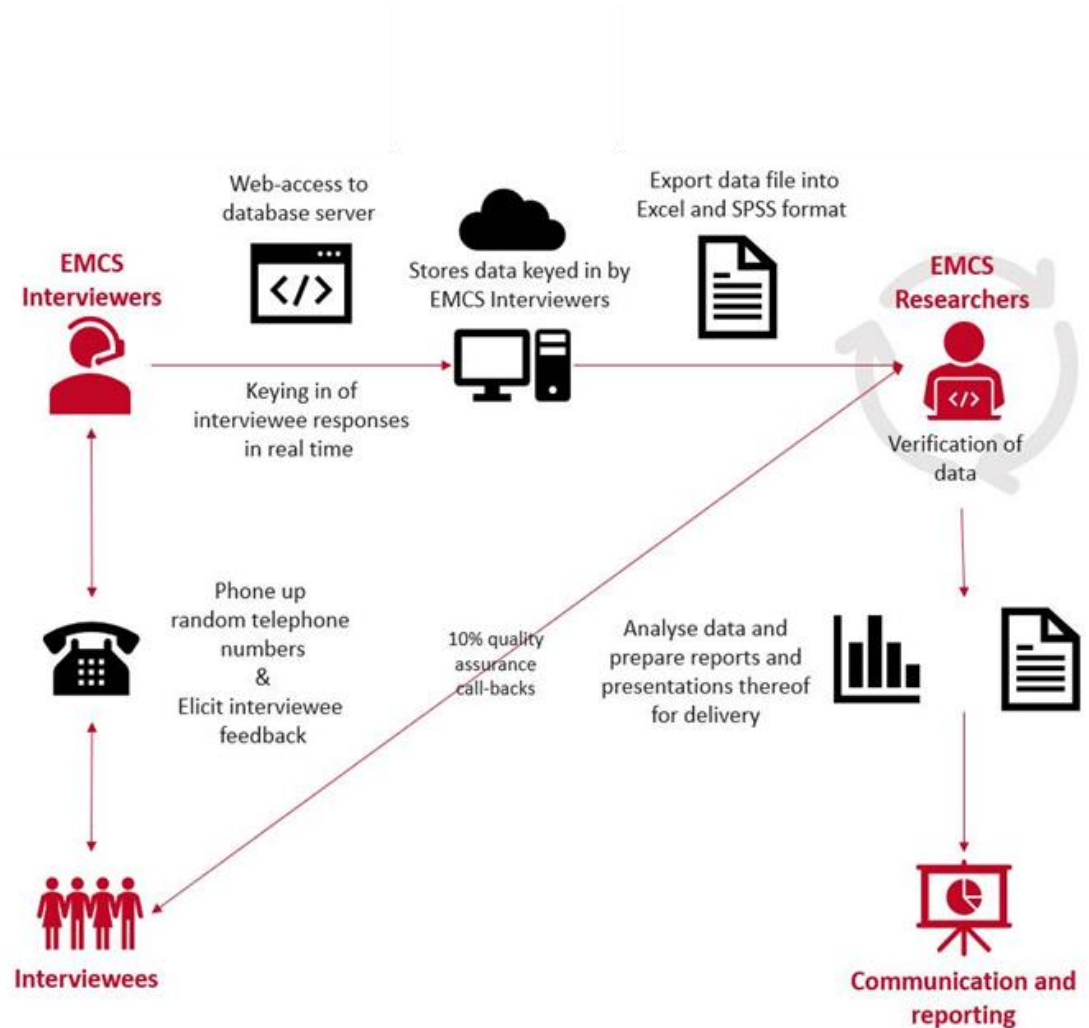 Web-access to
database server
Export data file into
Excel and SPSS format
EMCS
Interviewers
</>
Stores data keyed in by
EMCS Interviewers
EMCS
Researchers
</>
Keying in of
interviewee responses
in real time
Verification of
data
Phone up
random telephone
numbers
&
Elicit interviewee
feedback
10% quality
assurance
call-backs
Analyse data and
prepare reports and
presentations thereof
for delivery
Interviewees
Communication and
reporting